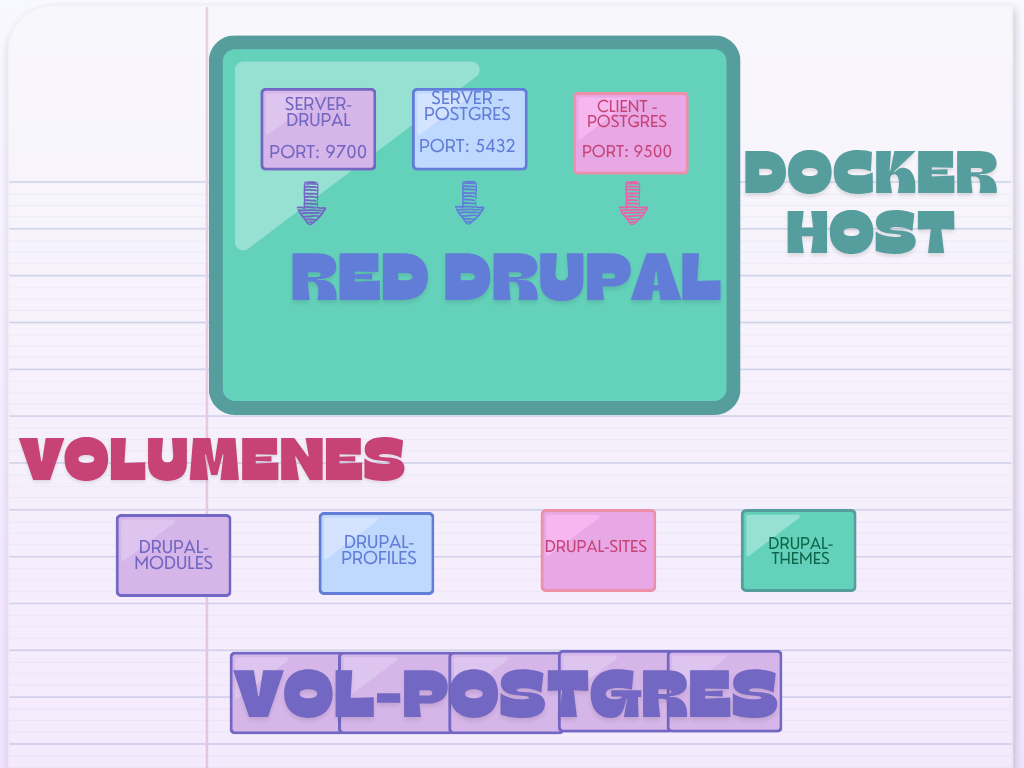 SERVER-
DRUPAL
PORT: 9700
SERVER -
POSTGRES
PORT: 5432
CLIENT -
POSTGRES
PORT: 9500
DOCKER
HOST
RED DRUPAL
VOLUMENES
DRUPAL-
MODULES
DRUPAL-
PROFILES
DRUPAL-SITES
DRUPAL-
THEMES
VOL-POSTGRES